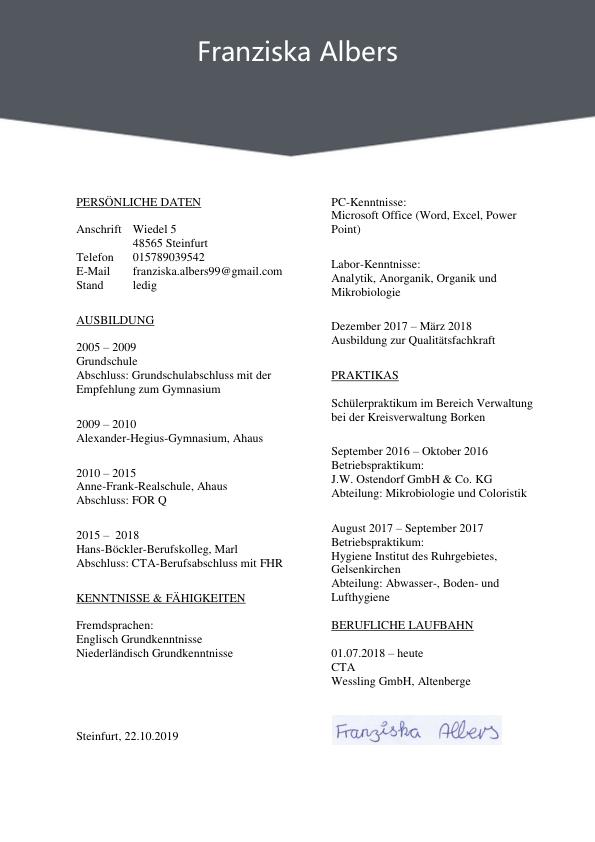 Franziska Albers
PERSÖNLICHE DATEN
Anschrift Wiedel 5
48565 Steinfurt
Telefon 015789039542
E-Mail franziska.albers99@gmail.com
Stand ledig
AUSBILDUNG
2005 – 2009
Grundschule
Abschluss: Grundschulabschluss mit der
Empfehlung zum Gymnasium
2009 – 2010
Alexander-Hegius-Gymnasium, Ahaus
2010 – 2015
Anne-Frank-Realschule, Ahaus
Abschluss: FOR Q
2015 – 2018
Hans-Böckler-Berufskolleg, Marl
Abschluss: CTA-Berufsabschluss mit FHR
KENNTNISSE & FÄHIGKEITEN
Fremdsprachen:
Englisch Grundkenntnisse
Niederländisch Grundkenntnisse
Steinfurt, 22.10.2019
PC-Kenntnisse:
Microsoft Office (Word, Excel, Power
Point)
Labor-Kenntnisse:
Analytik, Anorganik, Organik und
Mikrobiologie
Dezember 2017 – März 2018
Ausbildung zur Qualitätsfachkraft
PRAKTIKAS
Schülerpraktikum im Bereich Verwaltung
bei der Kreisverwaltung Borken
September 2016 – Oktober 2016
Betriebspraktikum:
J.W. Ostendorf GmbH & Co. KG
Abteilung: Mikrobiologie und Coloristik
August 2017 – September 2017
Betriebspraktikum:
Hygiene Institut des Ruhrgebietes,
Gelsenkirchen
Abteilung: Abwasser-, Boden- und
Lufthygiene
BERUFLICHE LAUFBAHN
01.07.2018 – heute
CTA
Wessling GmbH, Altenberge
Franziska Albers